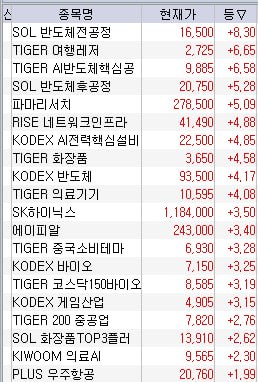 신 종목명 현재가 등▽
SOL 반도체전공정 16,500 +8,30
TIGER 여행레저 2,725 +6,65
TIGER AI반도체핵심공 9,885 +6,58
SOL 반도체후공정 20,750 +5,28
파마리서치 278,500 +5,09
RISE 네트워크인프라 41,490 +4,88
KODEX AI전력핵심설비 22,500 +4,85
TIGER 화장품 3,650 +4,58
KODEX 반도체 93,500 +4,17
TIGER 의료기기 10,595 +4,08
SK하이닉스 1,184,000 +3,50
에이피알 243,000 +3,40
TIGER 중국소비테마 6,930 +3,28
KODEX 바이오 7,150 +3,25
TIGER 코스닥150바이오 8,585 +3,19
KODEX 게임산업 4,905 +3,15
TIGER 200 중공업 7,820 +2,76
SOL 화장품TOP3플러 13,910 +2,62
KIWOOM 의료AI 9,565 +2,30
PLUS 우주항공 20,760 +1,99